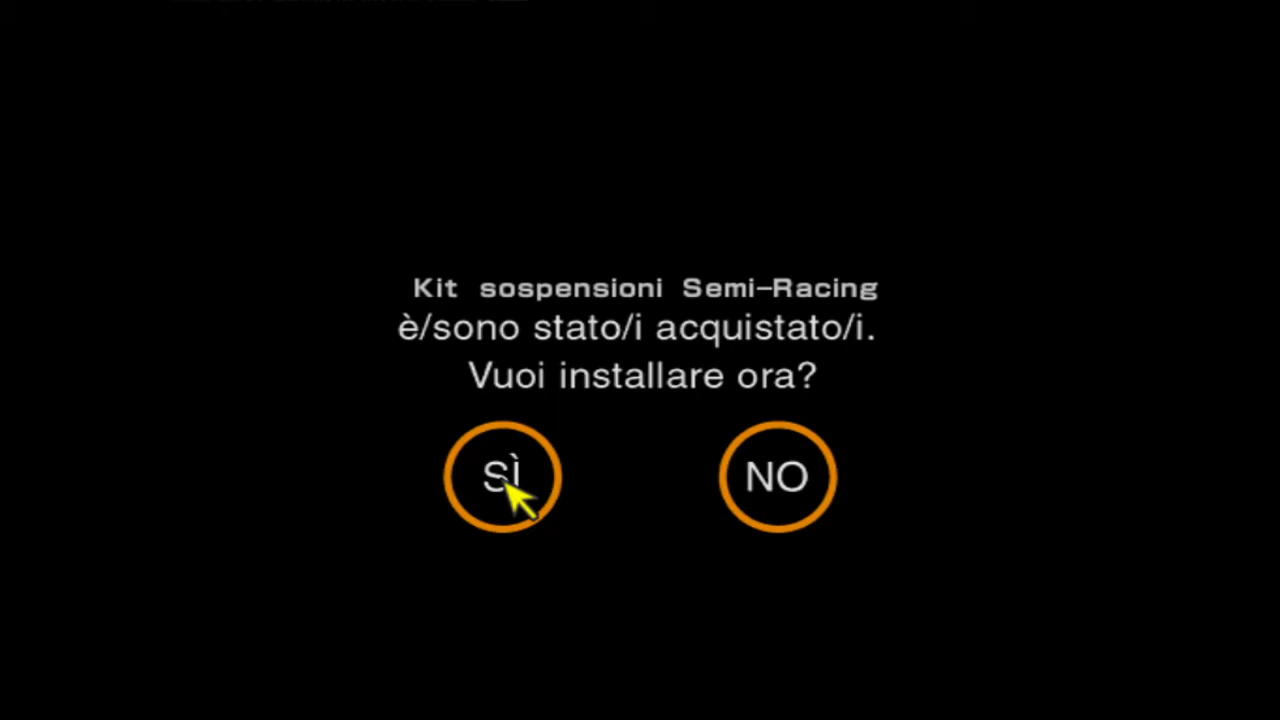 Kit sospensioni Semi-Racing
è/sono stato/i acquistato/i.
Vuoi installare ora?
SÌ NO